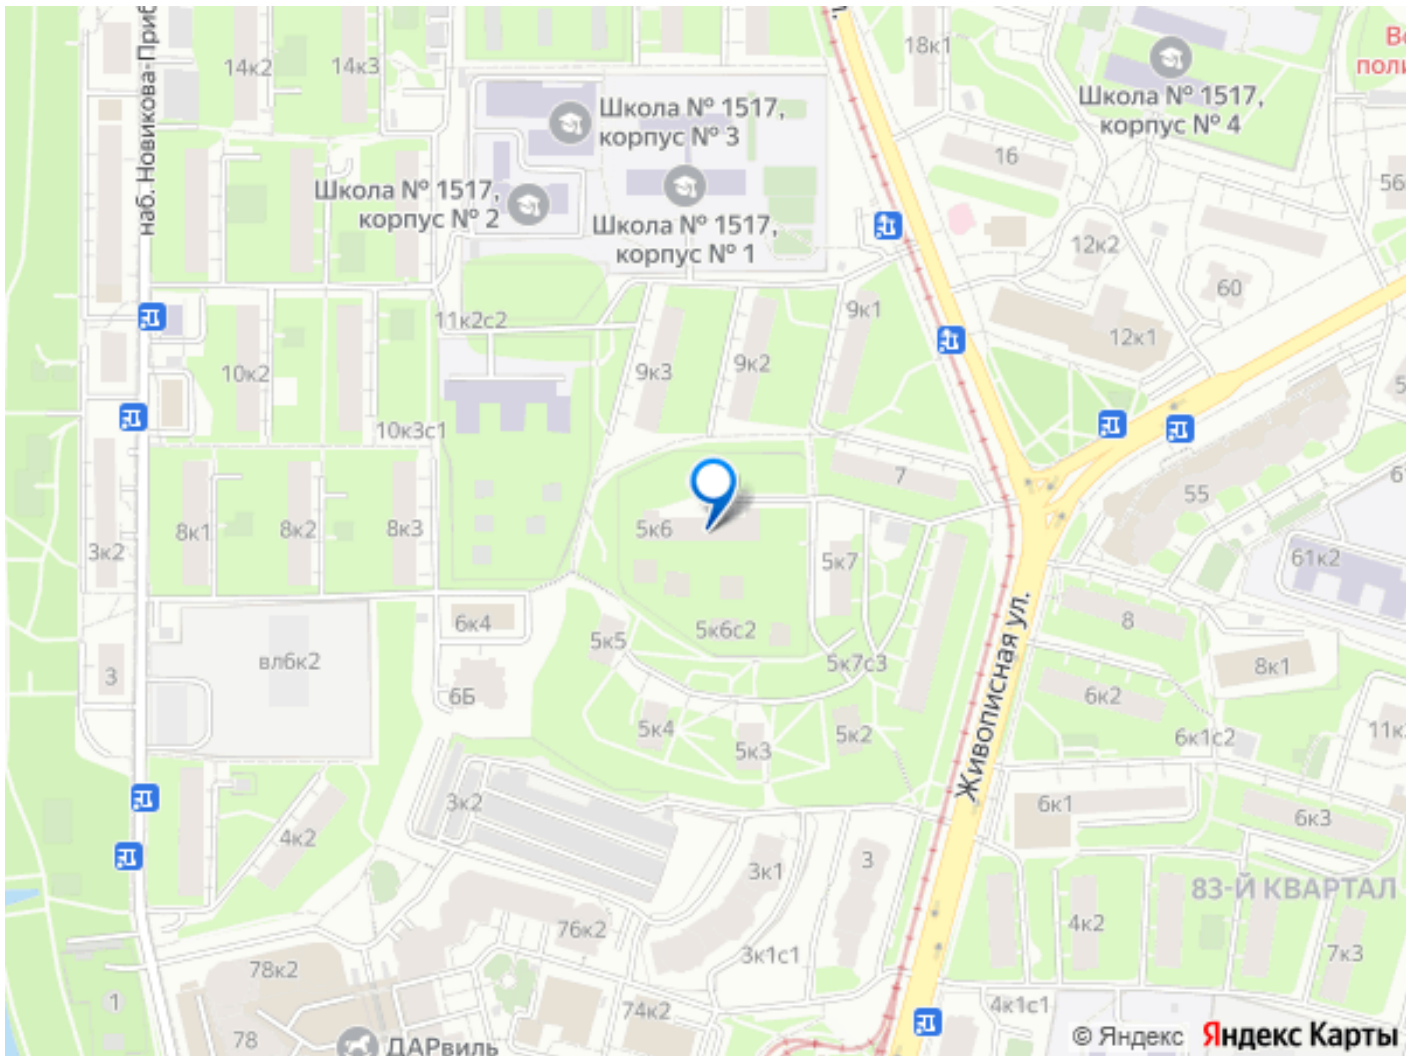 14к2
14к3
18к1
наб. Новикова-Приб
Школа № 1517,
корпус № 3
Школа № 1517,
корпус № 4
16
56
Школа № 1517,
корпус № 2
Школа № 1517,
корпус № 1
12к2
60
12к1
11к2с2
9к1
9к2
9к3
10к2
10к3с1
7
55
5
6
3к2
8к1
8к2
8к3
5к6
5к7
61к2
6к4
5к5
5к6с2
5к7с3
8
8к1
3
вл6к2
6Б
5к4
5к3
5к2
Живописная ул.
6к2
6к1с2
11к
3к2
4к2
6к1
6к3
3к1
3
83-Й КВАРТАЛ
76к2
3к1с1
4к2
7к3
78к2
1
78
74к2
4к1с1
ДАРвиль
© Яндекс Яндекс Карты